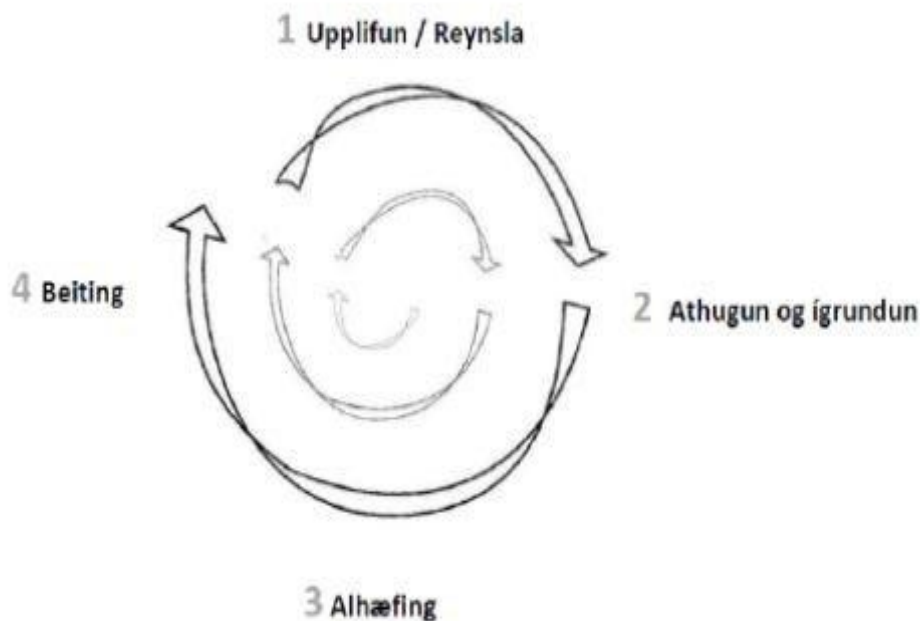 1 Upplifun / Reynsla
4 Beiting
2 Athugun og ígrundun
3 Alhæfing